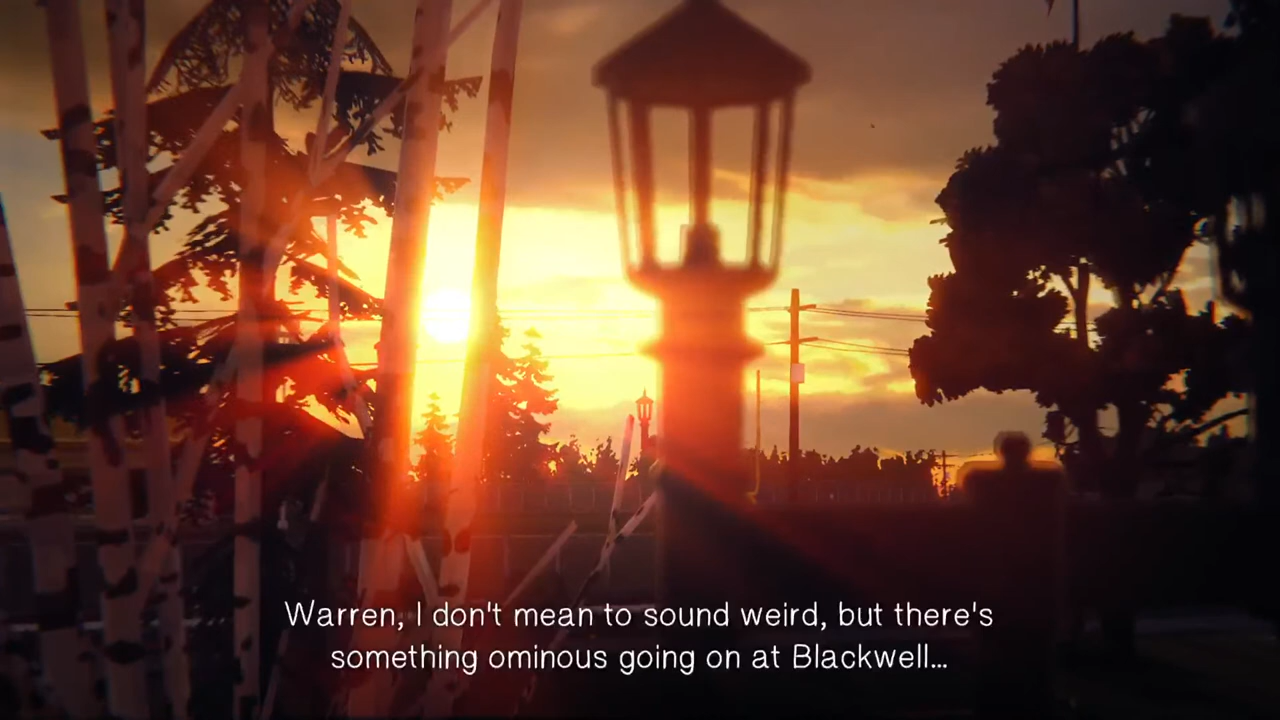 Warren, I don't mean to sound weird, but there's
something ominous going on at Blackwell...